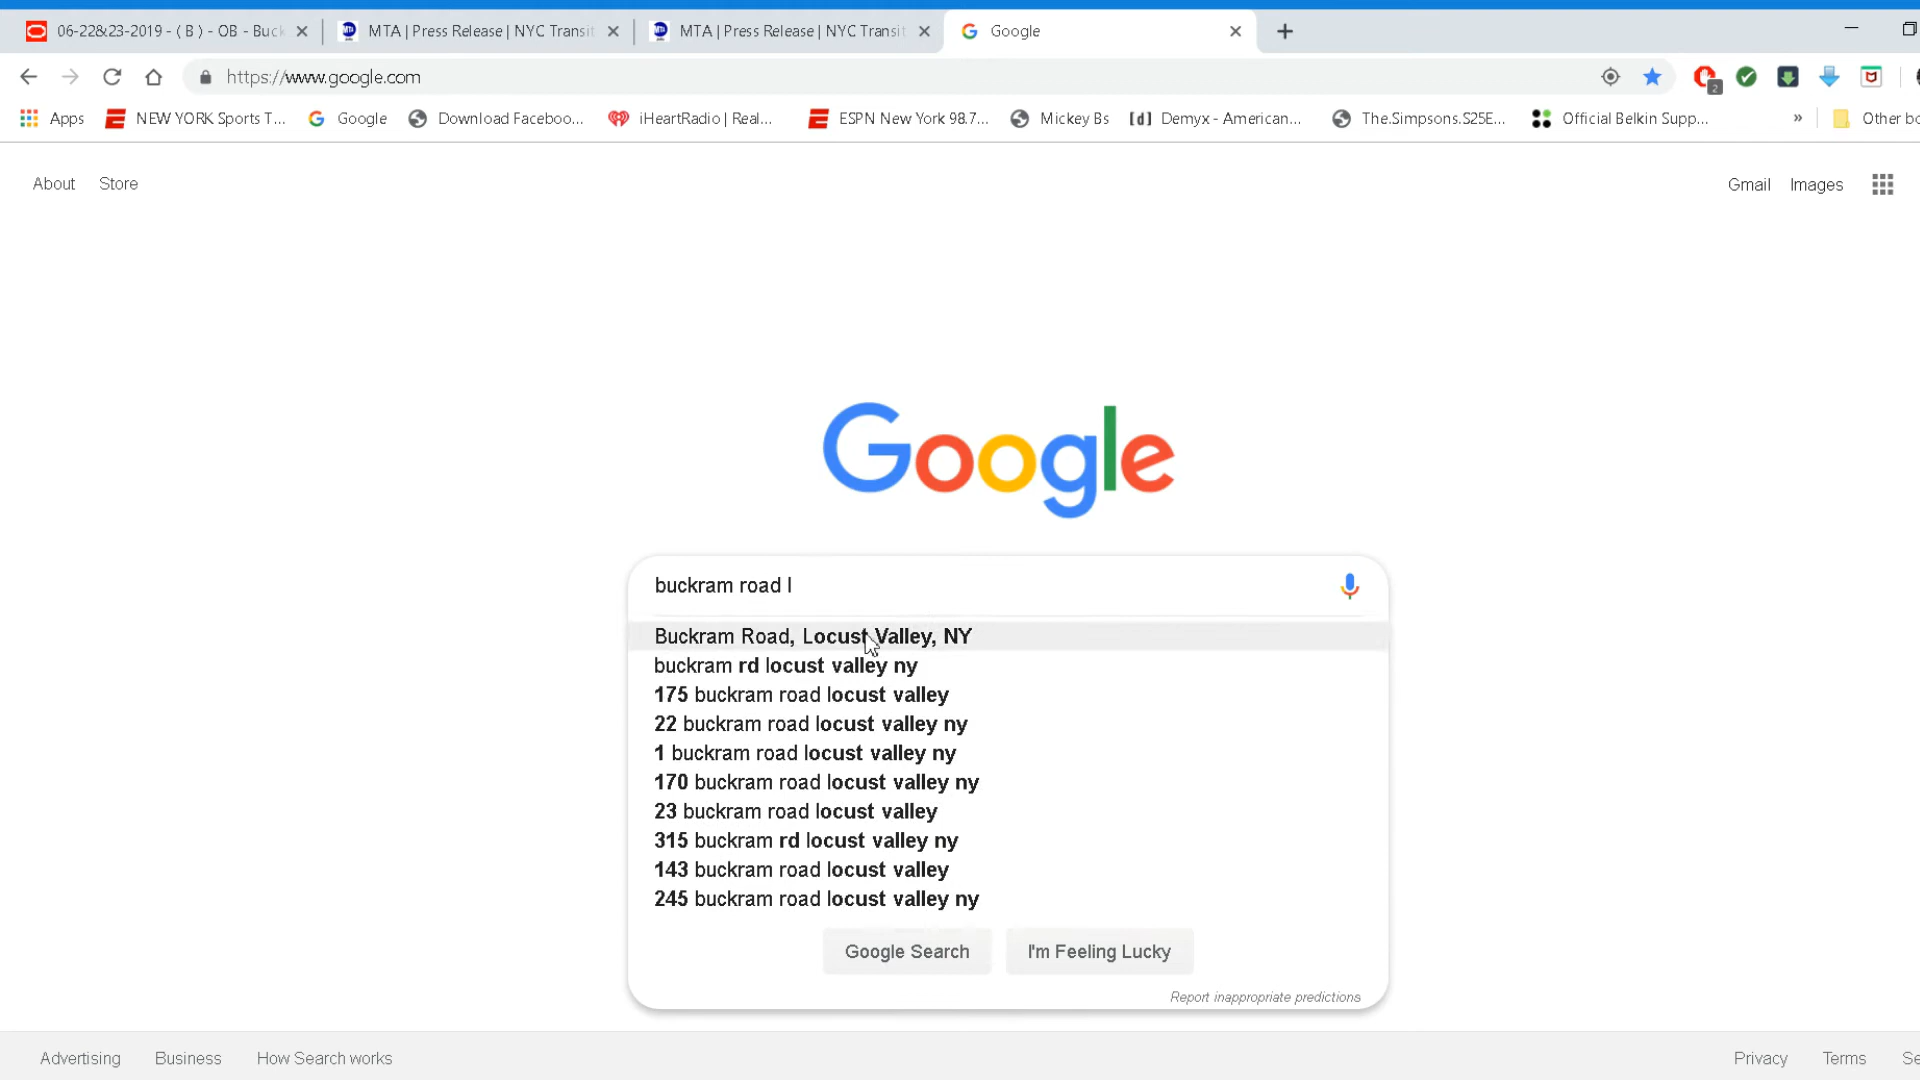 06-22&23-2019 - ( B ) - OB - Buck
MTA | Press Release | NYC Transit
MTA | Press Release | NYC Transit
Google
https://www.google.com
2
Apps
NEW YORK Sports T...
Google
Download Faceboo...
iHeartRadio | Real...
ESPN New York 98.7...
Mickey Bs
[d] Demyx - American...
The.Simpsons.S25E...
Official Belkin Supp...
»
Other bo
About
Store
Gmail
Images
Google
buckram road l
Buckram Road, Locust Valley, NY
buckram rd locust valley ny
175 buckram road locust valley
22 buckram road locust valley ny
1 buckram road locust valley ny
170 buckram road locust valley ny
23 buckram road locust valley
315 buckram rd locust valley ny
143 buckram road locust valley
245 buckram road locust valley ny
Google Search
I'm Feeling Lucky
Report inappropriate predictions
Advertising
Business
How Search works
Privacy
Terms
Se